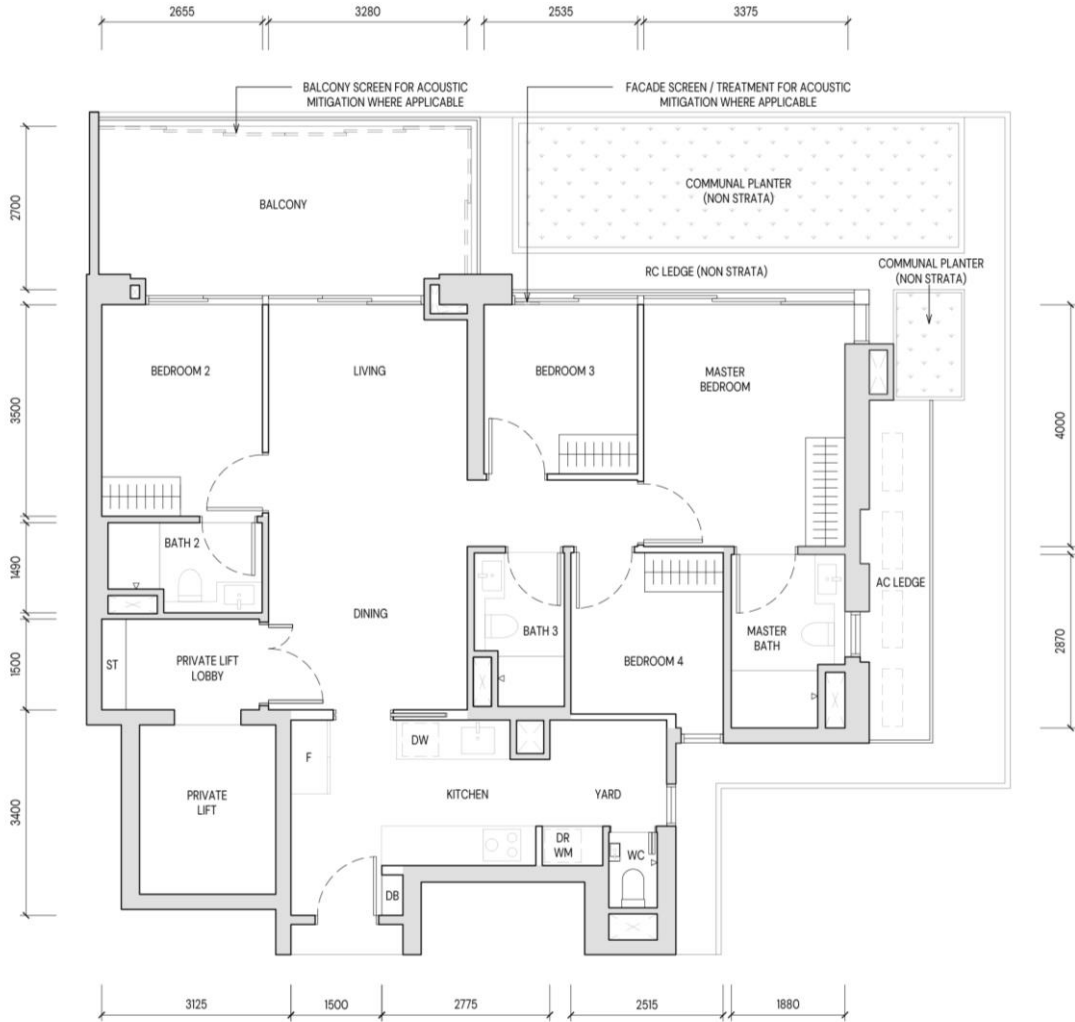 2655
3280
2535
3375
BALCONY SCREEN FOR ACOUSTIC
MITIGATION WHERE APPLICABLE
FACADE SCREEN / TREATMENT FOR ACOUSTIC
MITIGATION WHERE APPLICABLE
2700
BALCONY
COMMUNAL PLANTER
(NON STRATA)
RC LEDGE (NON STRATA)
COMMUNAL PLANTER
(NON STRATA)
3500
BEDROOM 2
LIVING
BEDROOM 3
MASTER
BEDROOM
4000
1490
BATH 2
AC LEDGE
DINING
BATH 3
MASTER
BATH
2870
1500
ST
PRIVATE LIFT
LOBBY
BEDROOM 4
3400
F
DW
PRIVATE
LIFT
KITCHEN
YARD
DR
WM
WC
DB
3125
1500
2775
2515
1880